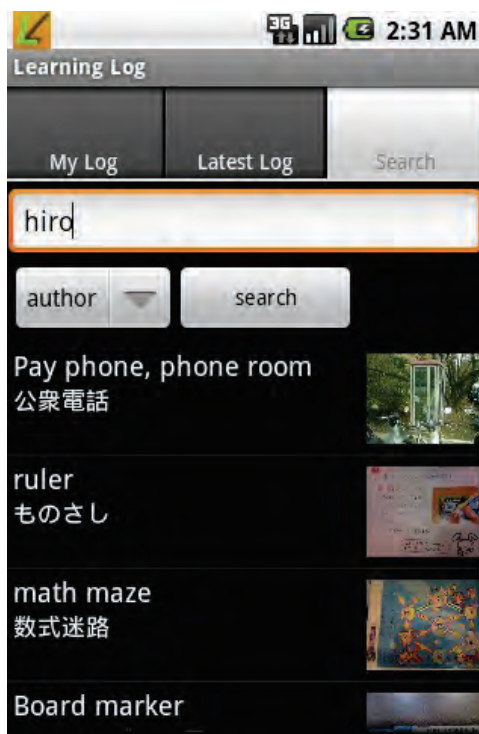 3G 2:31 AM
Learning Log
My Log Latest Log Search
hiro
author search
Pay phone, phone room
公衆電話
ruler
ものさし
math maze
数式迷路
Board marker